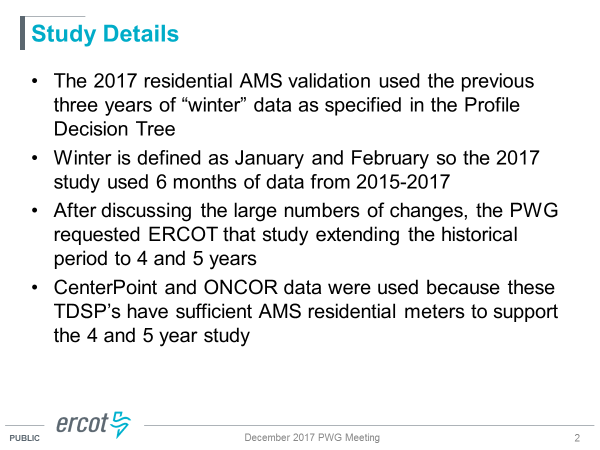 Study Details
• The 2017 residential AMS validation used the previous
three years of “winter” data as specified in the Profile
Decision Tree
• Winter is defined as January and February so the 2017
study used 6 months of data from 2015-2017
• After discussing the large numbers of changes, the PWG
requested ERCOT that study extending the historical
period to 4 and 5 years
• CenterPoint and ONCOR data were used because these
TDSP’s have sufficient AMS residential meters to support
the 4 and 5 year study
ercot
PUBLIC
December 2017 PWG Meeting
2